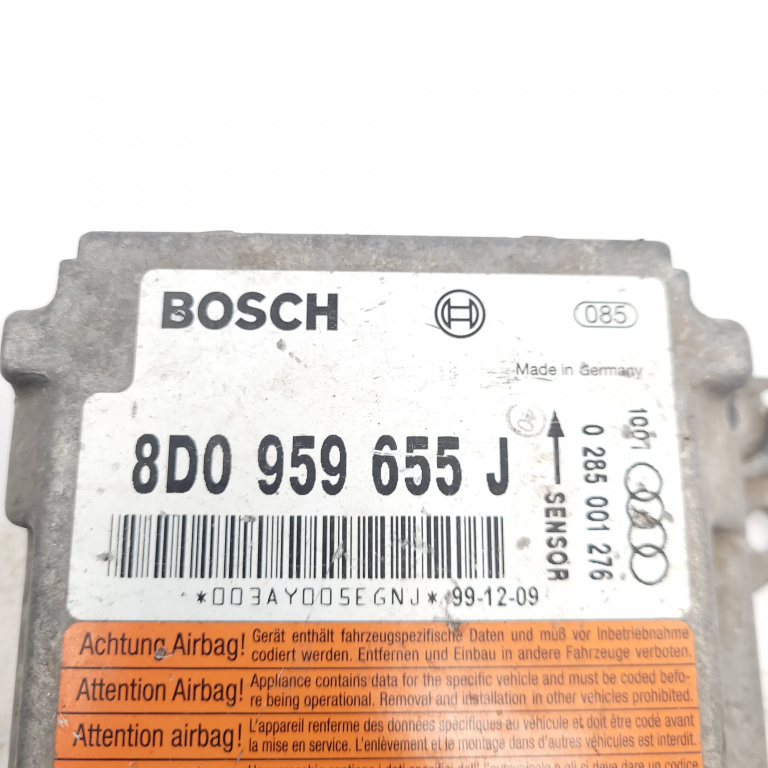 BOSCH
085
Made in Germany
8D0 959 655 J
SENSOR
0 285 001 276
1001
*003AY005EGNJ* 99-12-09
Achtung Airbag! Gerät enthält fahrzeugspezifische Daten und müß vor Inbetriebnahme
codiert werden. Entfernen und Einbau in andere Fahrzeuge verboten.
Attention Airbag! Appliance contains data for the specific vehicle and must be coded befo-
re being operational. Removal and installation in other vehicles prohibited.
Attention airbag! L'appareil renferme des données spécifiques au véhicule et doit être codé avant
la mise en service. L'enlèvement et le montage dans d'autres véhicules est interdit.